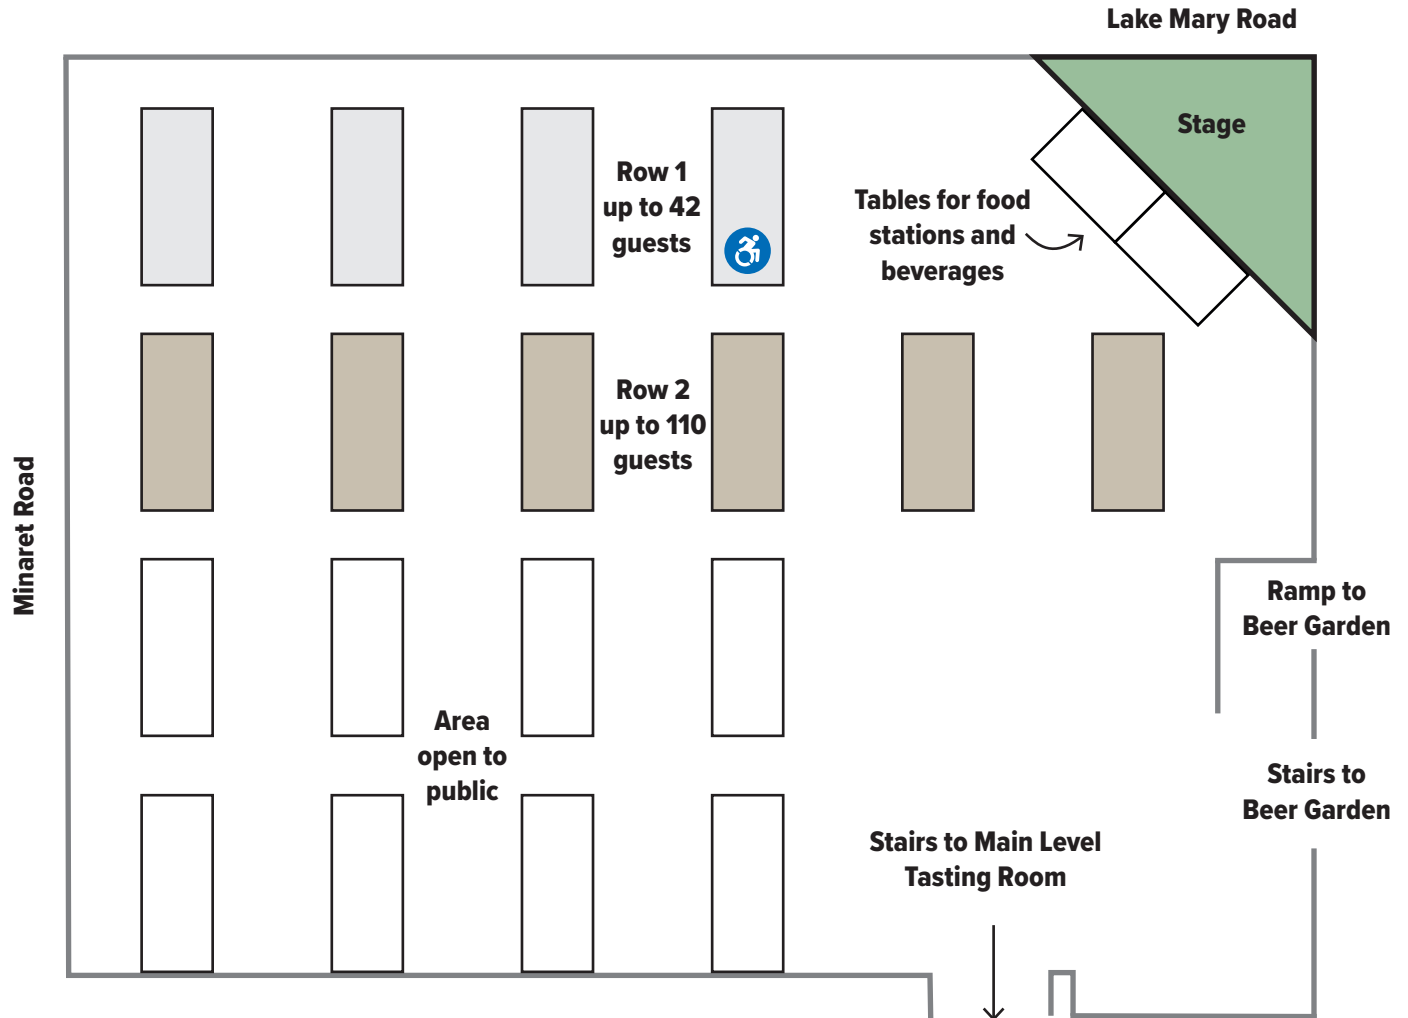 Lake Mary Road
Stage
Row 1
up to 42
guests
Tables for food
stations and
beverages
Row 2
up to 110
guests
Minaret Road
Ramp to
Beer Garden
Area
open to
public
Stairs to
Beer Garden
Stairs to Main Level
Tasting Room